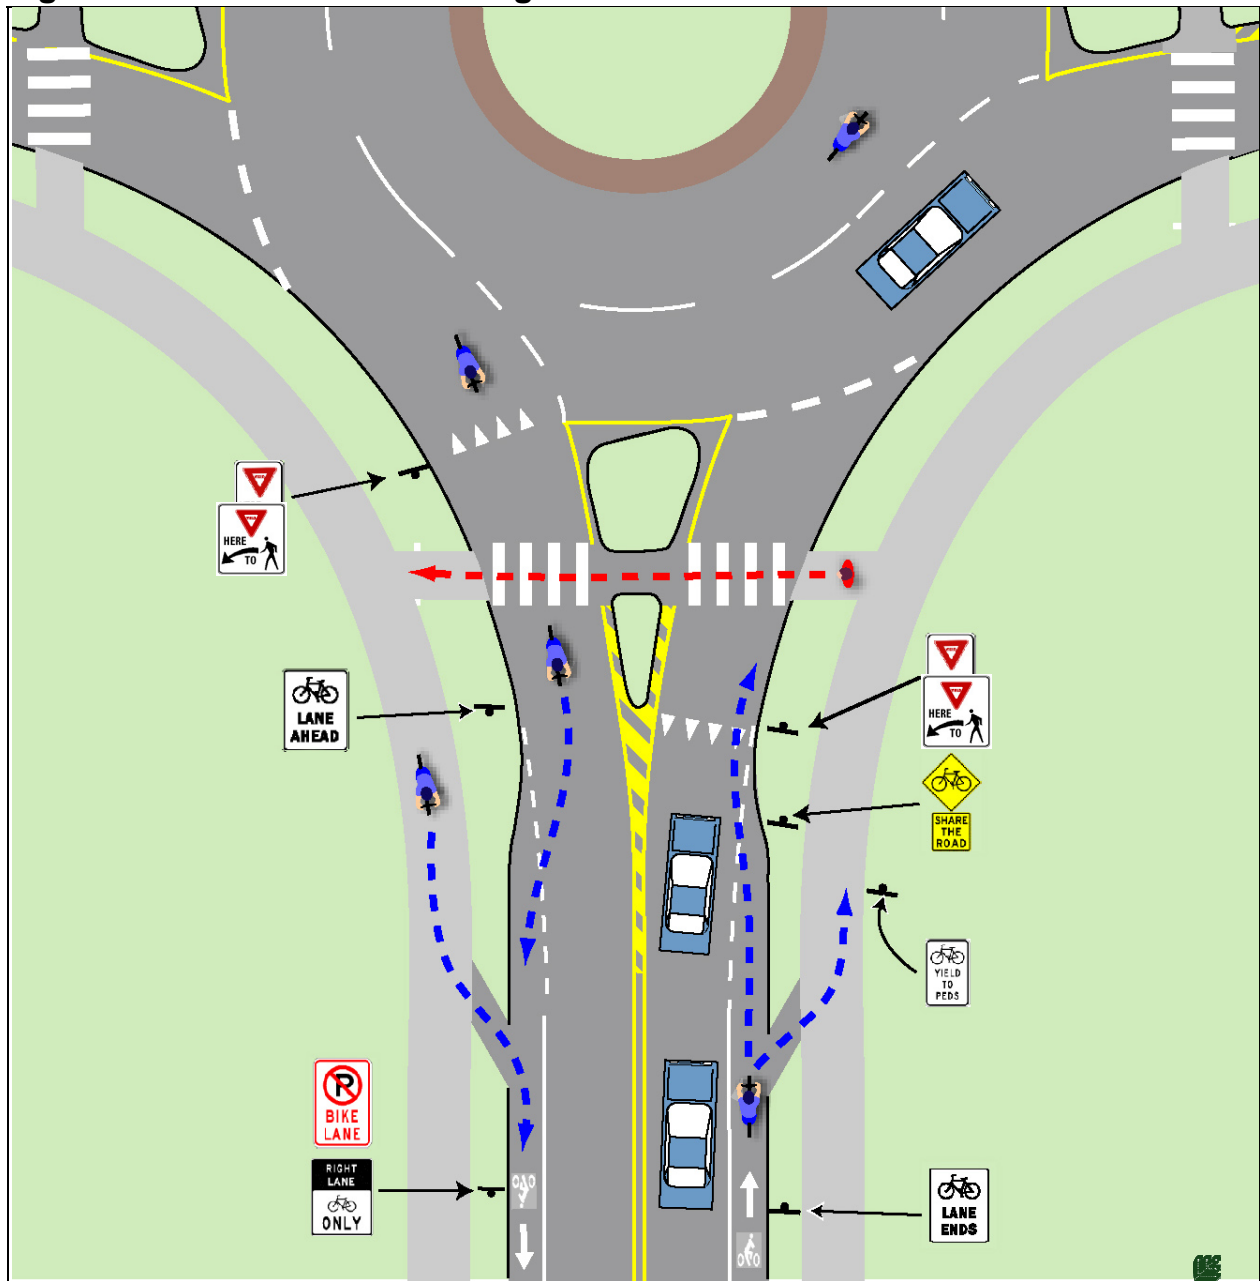 HERE
TO
LANE
AHEAD
HERE
TO
SHARE
THE
ROAD
YIELD
TO
PEDS
P
BIKE
LANE
RIGHT
LANE
ONLY
LANE
ENDS